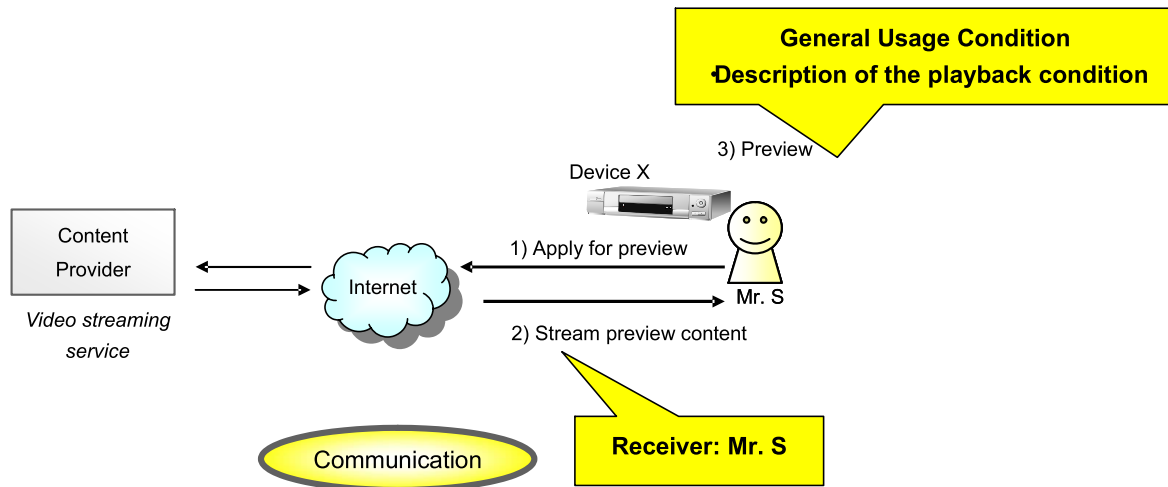 General Usage Condition
•Description of the playback condition
3) Preview
Device X
Content
Provider
1) Apply for preview
Internet
Mr. S
Video streaming
service
2) Stream preview content
Receiver: Mr. S
Communication